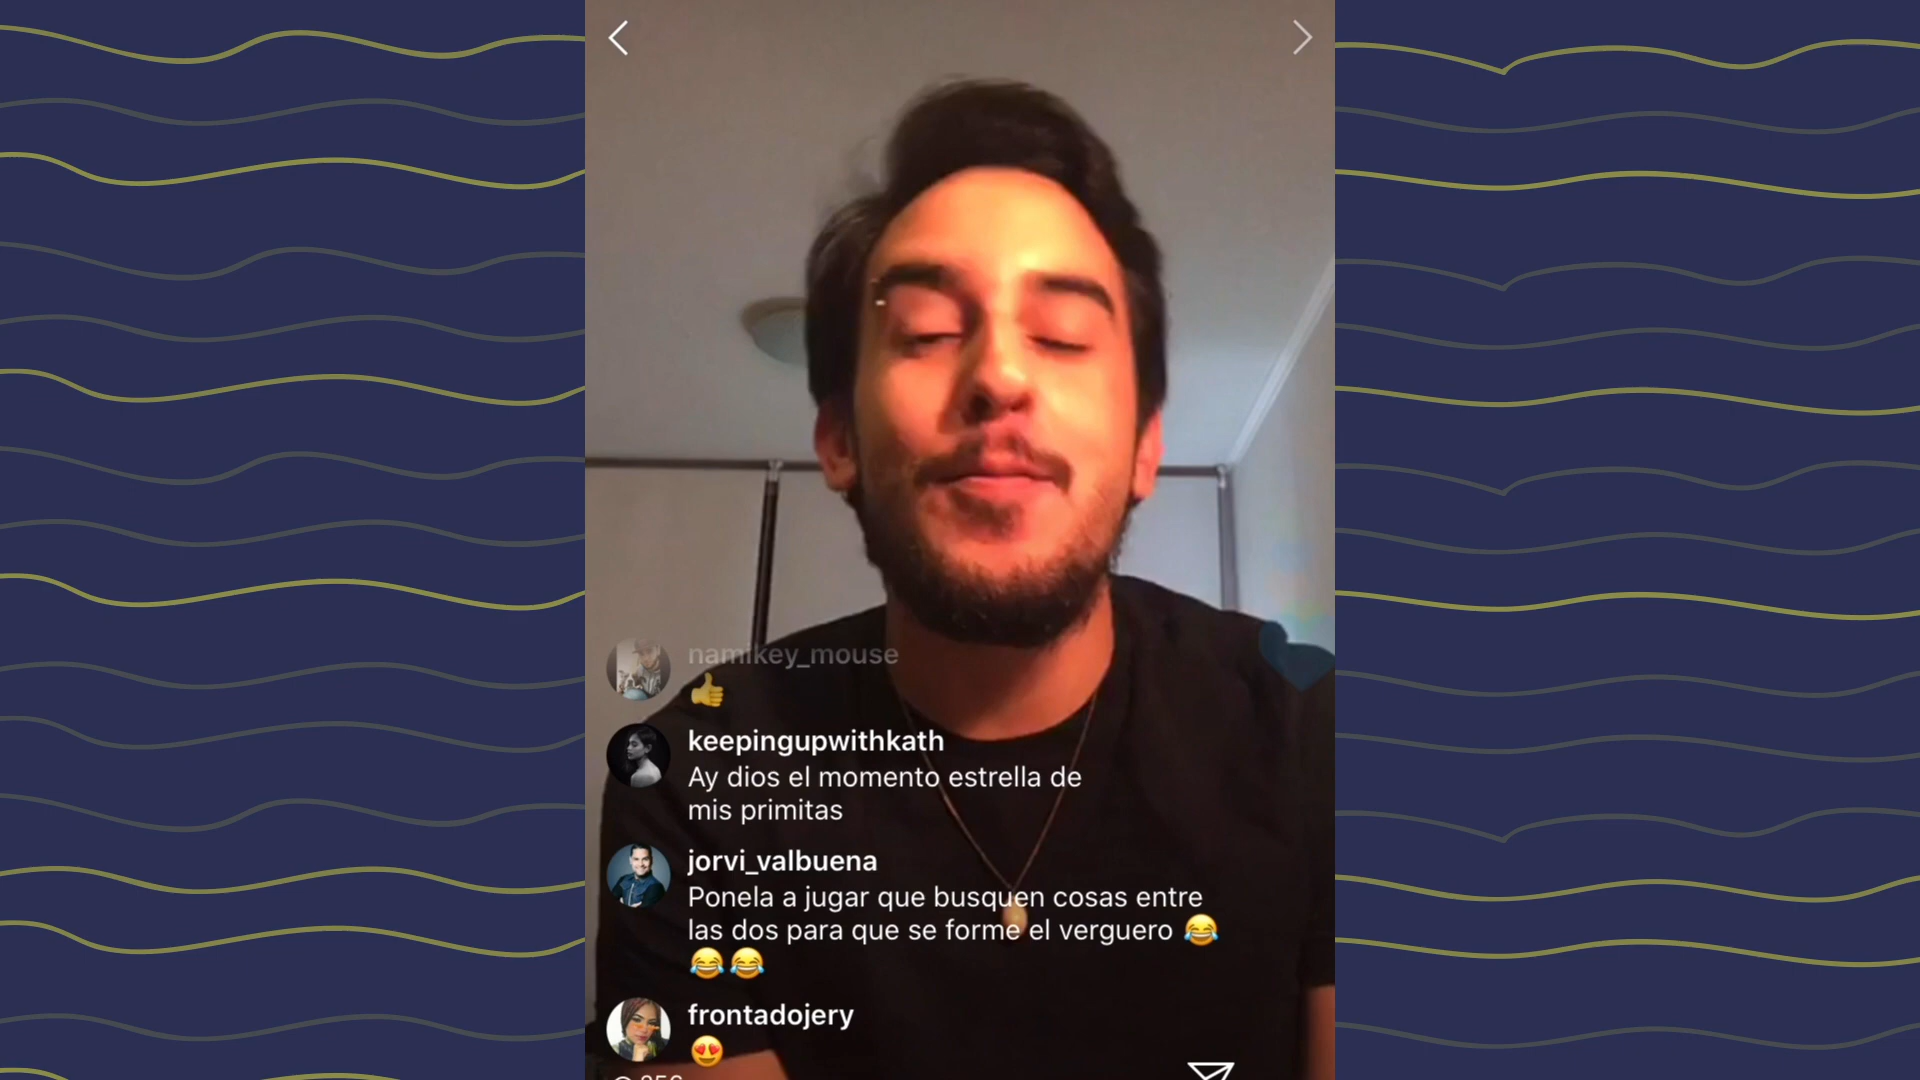 namikey_mouse
👍
keepingupwithkath
Ay dios el momento estrella de
mis primitas
jorvi_valbuena
Ponela a jugar que busquen cosas entre
las dos para que se forme el verguero 😂
😂😂
frontadojery
😍